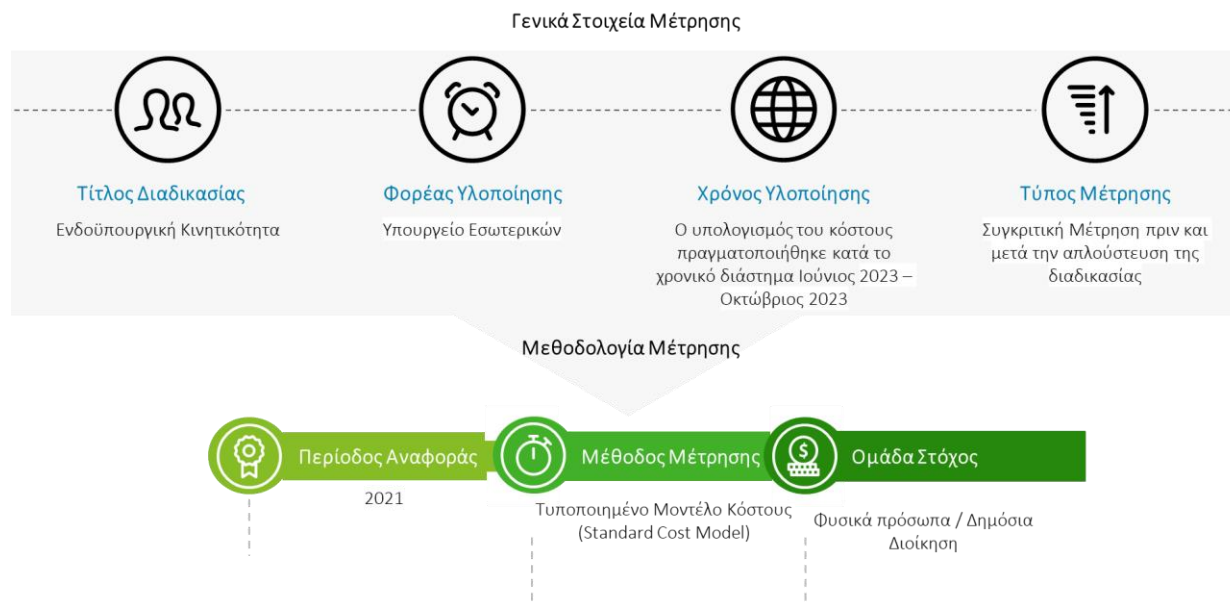 Γενικά Στοιχεία Μέτρησης
Τίτλος Διαδικασίας
Ενδοϋπουργική Κινητικότητα
Φορέας Υλοποίησης
Υπουργείο Εσωτερικών
Χρόνος Υλοποίησης
Ο υπολογισμός του κόστους
πραγματοποιήθηκε κατά το
χρονικό διάστημα Ιούνιος 2023 –
Οκτώβριος 2023
Τύπος Μέτρησης
Συγκριτική Μέτρηση πριν και
μετά την απλούστευση της
διαδικασίας
Μεθοδολογία Μέτρησης
Περίοδος Αναφοράς
2021
Μέθοδος Μέτρησης
Τυποποιημένο Μοντέλο Κόστους
(Standard Cost Model)
Ομάδα Στόχος
Φυσικά πρόσωπα / Δημόσια
Διοίκηση